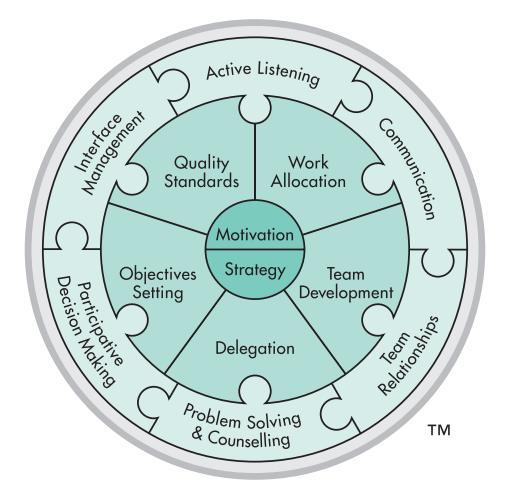 Active Listening
Communication
Team
Relationships
Problem Solving
& Counselling
Participative
Decision Making
Interface
Management
Quality
Standards
Work
Allocation
Team
Development
Delegation
Objectives
Setting
Motivation
Strategy
TM